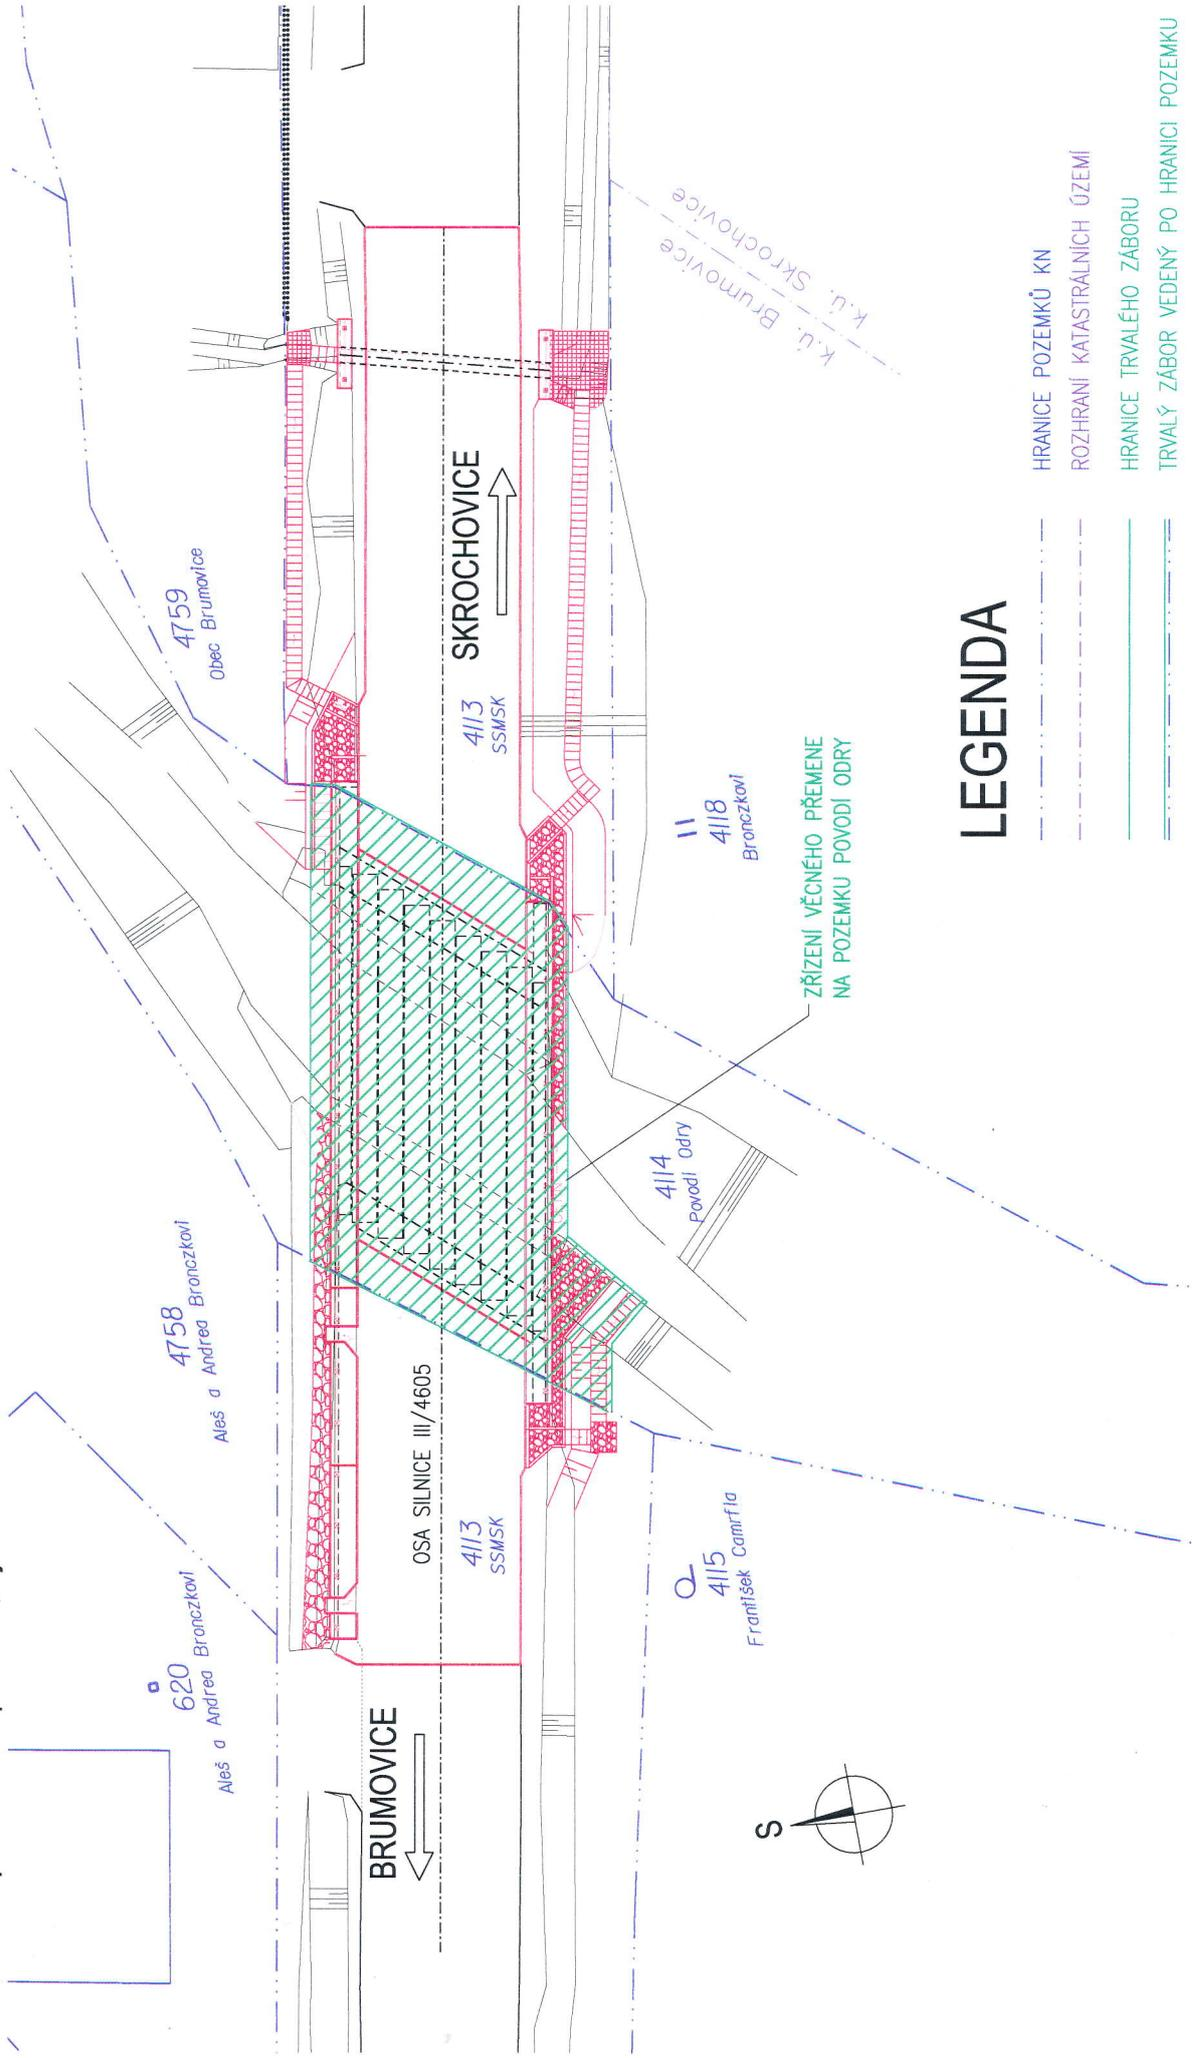 620
Aleš a Andrea Bronczkovi
4758
Aleš a Andrea Bronczkovi
4759
Obec Brumovice
BRUMOVICE
OSA SILNICE III/4605
4113
SSMSK
4113
SSMSK
SKROCHOVICE
4115
František Camrfla
4114
Povodí Odry
4118
Bronczkovi
k.ú. Brumovice
k.ú. Skrochovice
ZŘÍZENÍ VĚCNÉHO PŘEMENE
NA POZEMKU POVODÍ ODRY
S
LEGENDA
HRANICE POZEMKŮ KN
ROZHRANÍ KATASTRÁLNÍCH ÚZEMÍ
HRANICE TRVALÉHO ZÁBORU
TRVALÝ ZÁBOR VEDENÝ PO HRANICI POZEMKU